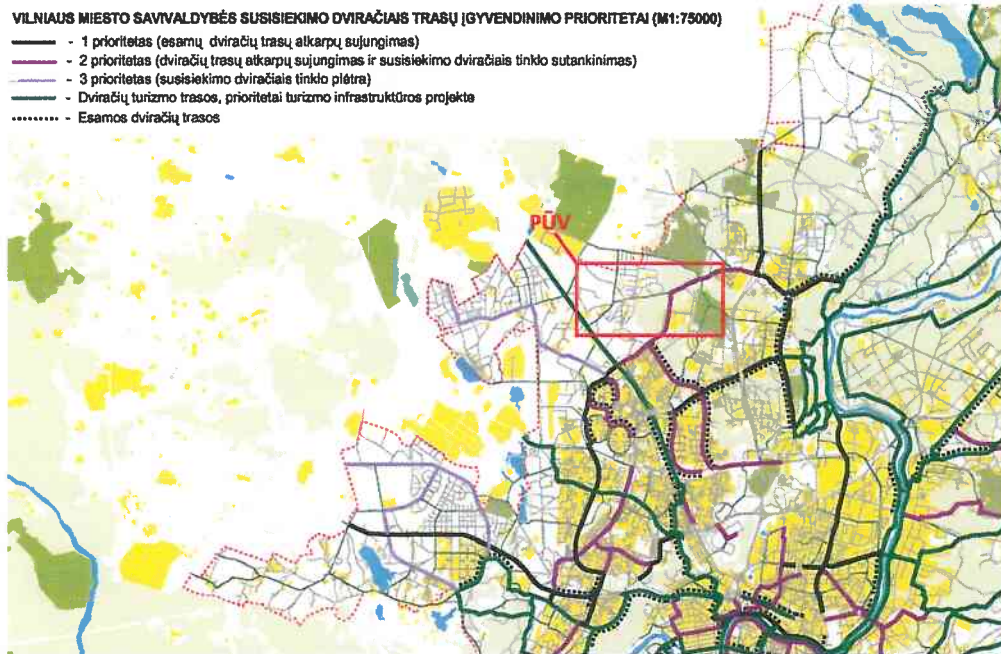 VILNIAUS MIESTO SAVIVALDYBĖS SUSISIEKIMO DVIRAČIAIS TRASŲ ĮGYVENDINIMO PRIORITETAI (M1:75000)
- 1 prioritetas (esamų dviračių trasų atkarpų sujungimas)
- 2 prioritetas (dviračių trasų atkarpų sujungimas ir susisiekimo dviračiais tinklo sutankinimas)
- 3 prioritetas (susisiekimo dviračiais tinklo plėtra)
- Dviračių turizmo trasos, prioritetai turizmo infrastruktūros projekte
- Esamos dviračių trasos
PŪV